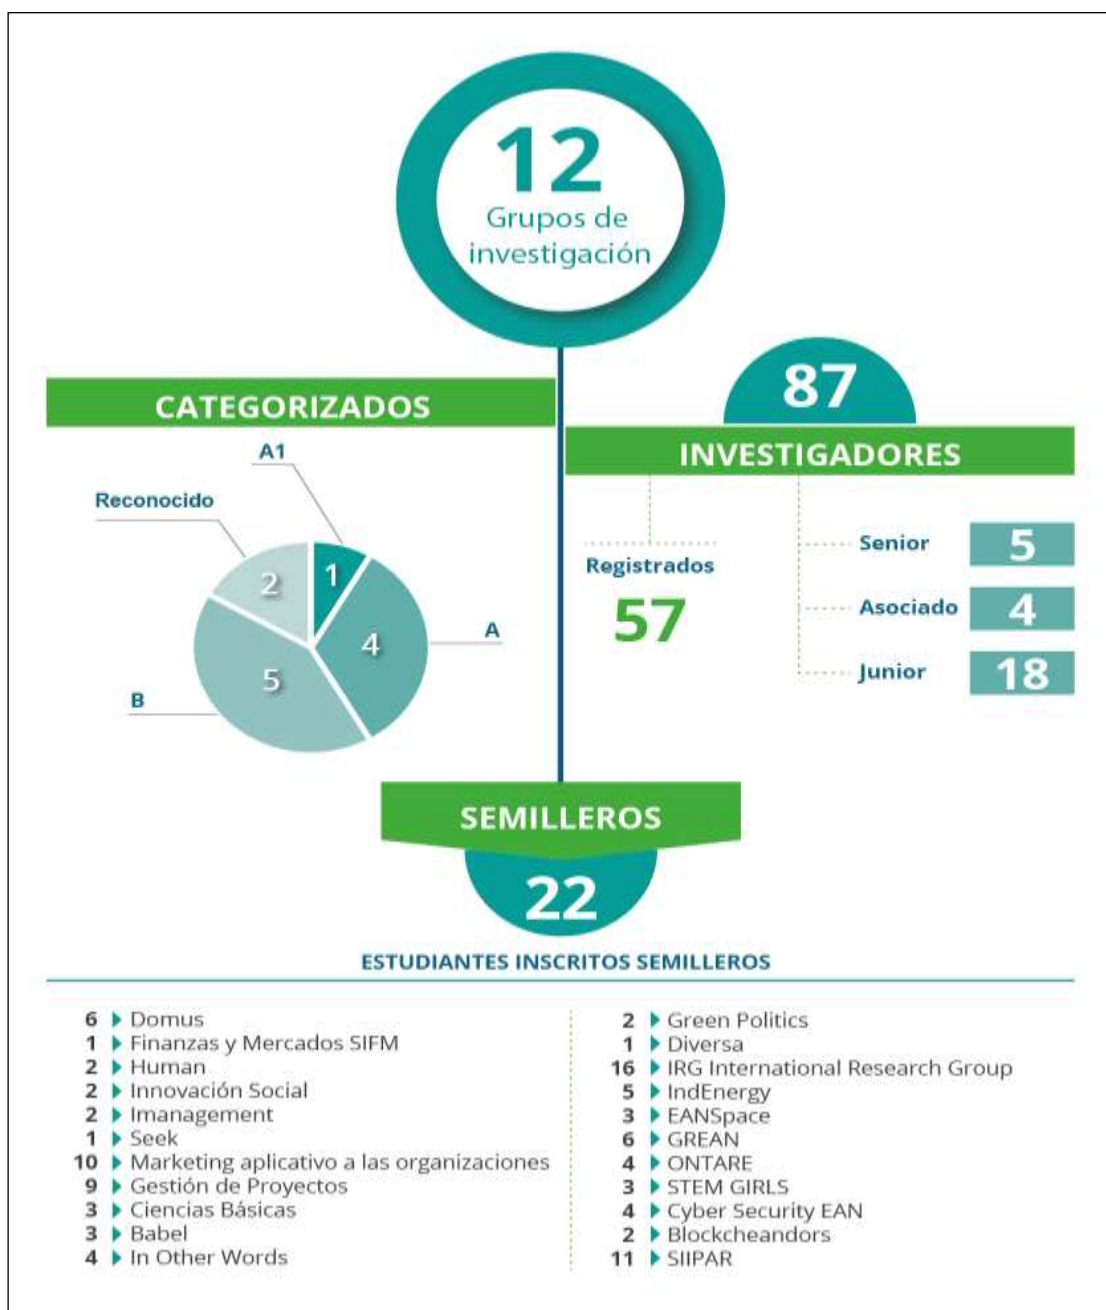 12
Grupos de
investigación
CATEGORIZADOS
A1
Reconocido
2
1
4
A
5
B
87
INVESTIGADORES
Registrados
57
Senior 5
Asociado 4
Junior 18
SEMILLEROS
22
ESTUDIANTES INSCRITOS SEMILLEROS
6 Domus
1 Finanzas y Mercados SIFM
2 Human
2 Innovación Social
2 Imanagement
1 Seek
10 Marketing aplicativo a las organizaciones
9 Gestión de Proyectos
3 Ciencias Básicas
3 Babel
4 In Other Words
2 Green Politics
1 Diversa
16 IRG International Research Group
5 IndEnergy
3 EANSpace
6 GREAN
4 ONTARE
3 STEM GIRLS
4 Cyber Security EAN
2 Blockcheandors
11 SIIPAR